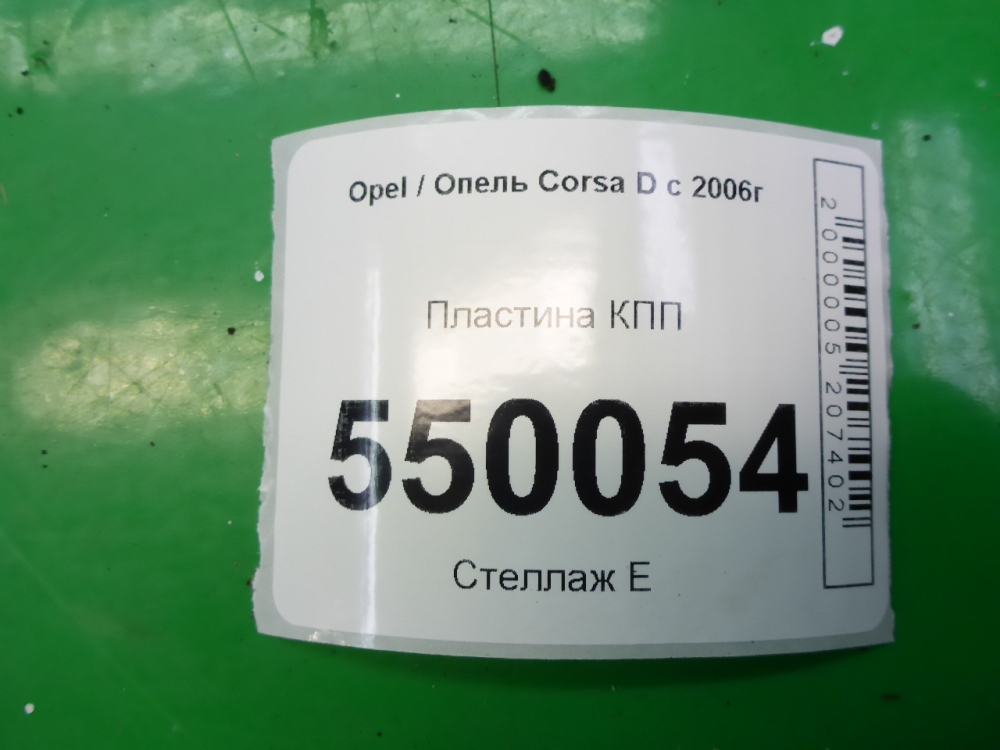 Opel / Опель Corsa D с 2006г
Пластина КПП
550054
Стеллаж Е
2000005207402